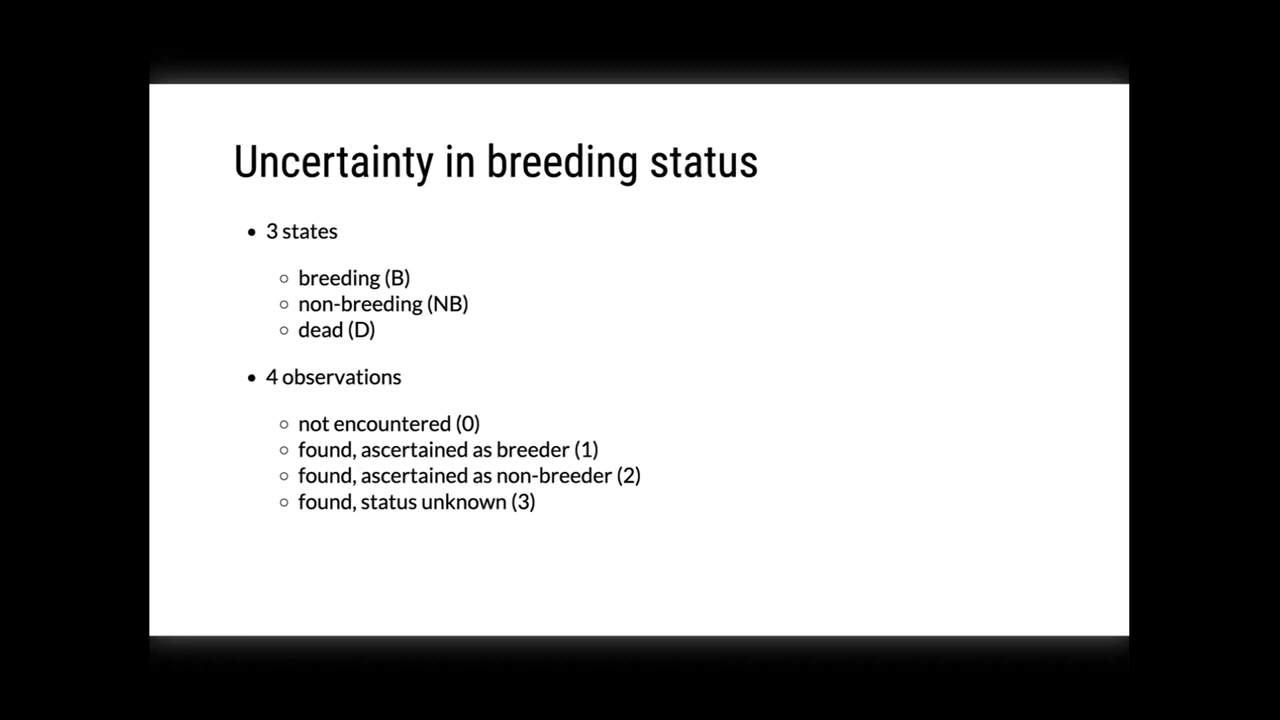 Uncertainty in breeding status
• 3 states
○ breeding (B)
○ non-breeding (NB)
○ dead (D)
• 4 observations
○ not encountered (0)
○ found, ascertained as breeder (1)
○ found, ascertained as non-breeder (2)
○ found, status unknown (3)